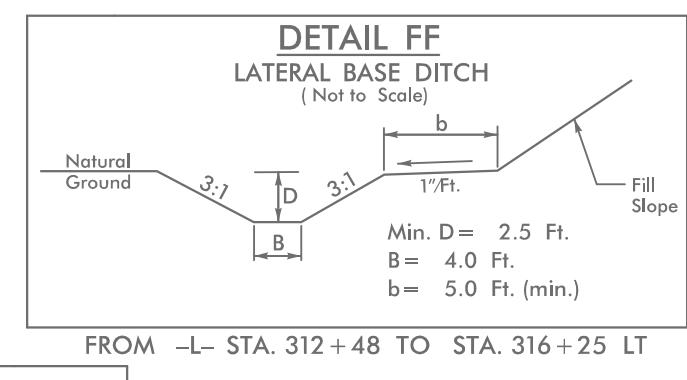 DETAIL FF
LATERAL BASE DITCH
( Not to Scale)
b
Natural
Ground
3:1
D
3:1
1"/Ft.
Fill
Slope
B
Min. D = 2.5 Ft.
B = 4.0 Ft.
b = 5.0 Ft. (min.)
FROM -L- STA. 312+48 TO STA. 316+25 LT